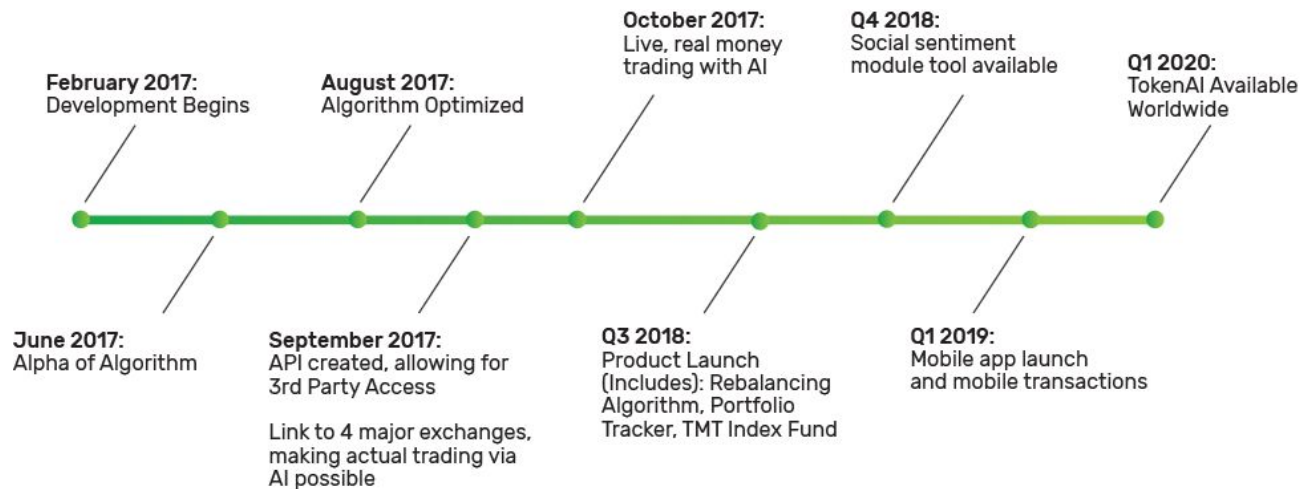 February 2017:
Development Begins
June 2017:
Alpha of Algorithm
August 2017:
Algorithm Optimized
September 2017:
API created, allowing for
3rd Party Access
Link to 4 major exchanges,
making actual trading via
AI possible
October 2017:
Live, real money
trading with AI
Q3 2018:
Product Launch
(Includes): Rebalancing
Algorithm, Portfolio
Tracker, TMT Index Fund
Q4 2018:
Social sentiment
module tool available
Q1 2019:
Mobile app launch
and mobile transactions
Q1 2020:
TokenAI Available
Worldwide